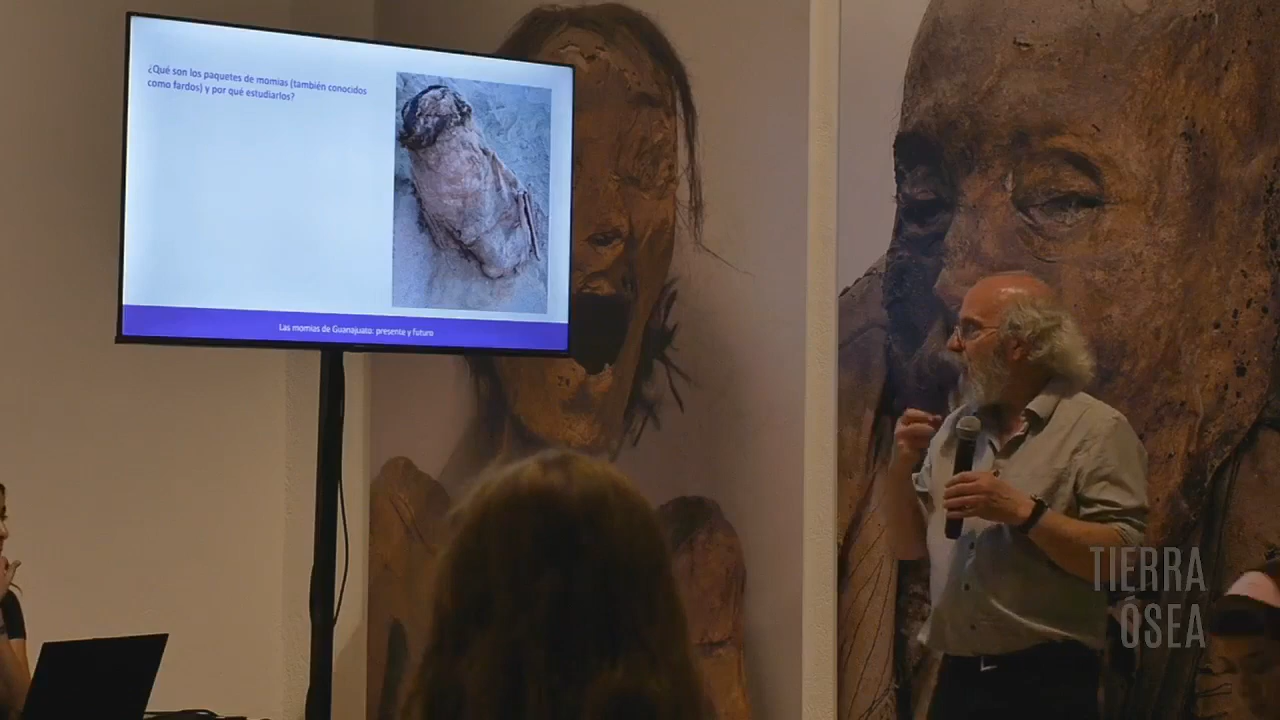 ¿Qué son los paquetes de momias (también conocidos
como fardos) y por qué estudiarlos?
Las momias de Guanajuato: presente y futuro
TIERRA
ÓSEA